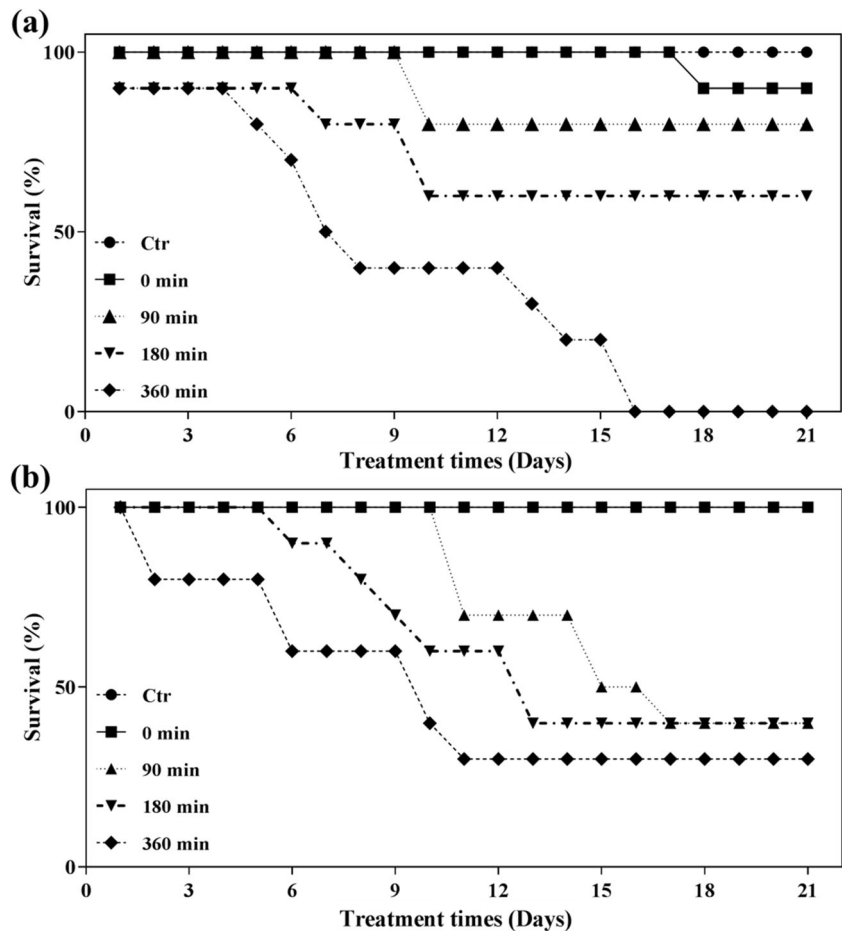 (a)
100
50
0
Survival (%)
Ctr
0 min
90 min
180 min
360 min
0 3 6 9 12 15 18 21
Treatment times (Days)
(b)
100
50
0
Survival (%)
Ctr
0 min
90 min
180 min
360 min
0 3 6 9 12 15 18 21
Treatment times (Days)